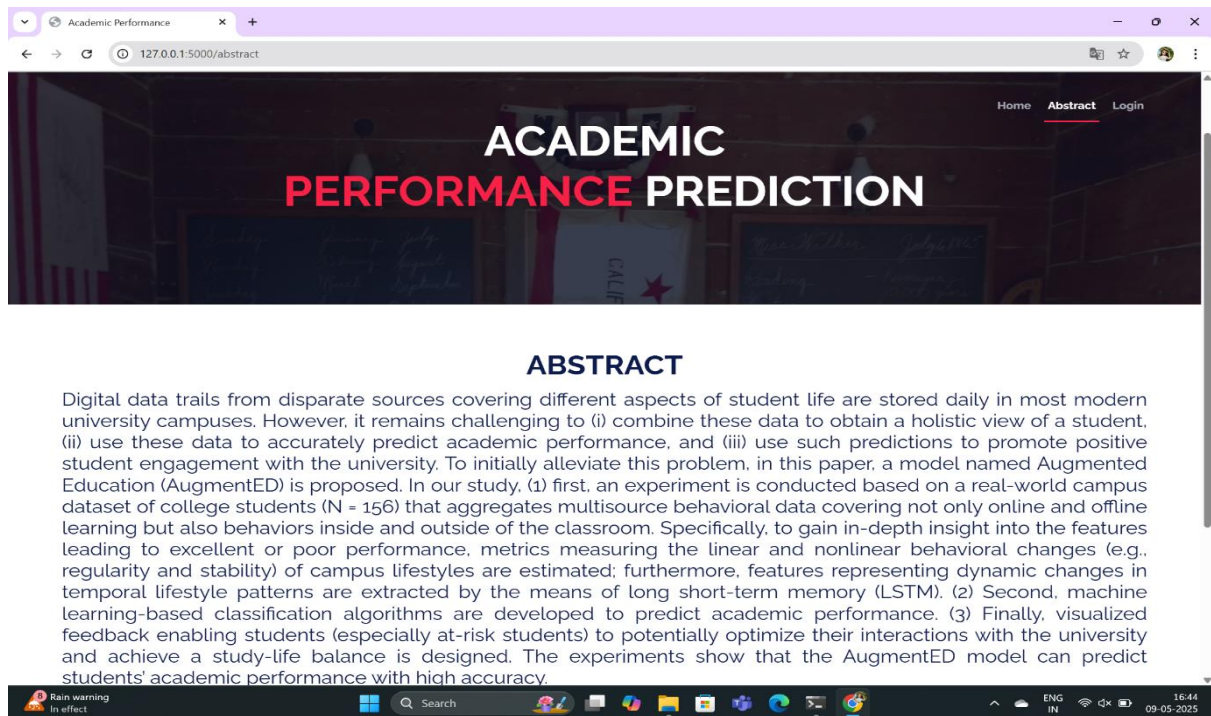 Academic Performance
127.0.0.1:5000/abstract
Home Abstract Login
ACADEMIC
PERFORMANCE PREDICTION
CALIF
ABSTRACT
Digital data trails from disparate sources covering different aspects of student life are stored daily in most modern
university campuses. However, it remains challenging to (i) combine these data to obtain a holistic view of a student,
(ii) use these data to accurately predict academic performance, and (iii) use such predictions to promote positive
student engagement with the university. To initially alleviate this problem, in this paper, a model named Augmented
Education (AugmentED) is proposed. In our study, (1) first, an experiment is conducted based on a real-world campus
dataset of college students (N = 156) that aggregates multisource behavioral data covering not only online and offline
learning but also behaviors inside and outside of the classroom. Specifically, to gain in-depth insight into the features
leading to excellent or poor performance, metrics measuring the linear and nonlinear behavioral changes (e.g.,
regularity and stability) of campus lifestyles are estimated; furthermore, features representing dynamic changes in
temporal lifestyle patterns are extracted by the means of long short-term memory (LSTM). (2) Second, machine
learning-based classification algorithms are developed to predict academic performance. (3) Finally, visualized
feedback enabling students (especially at-risk students) to potentially optimize their interactions with the university
and achieve a study-life balance is designed. The experiments show that the AugmentED model can predict
students' academic performance with high accuracy.
8
Rain warning
In effect
Search
ENG
IN
16:44
09-05-2025